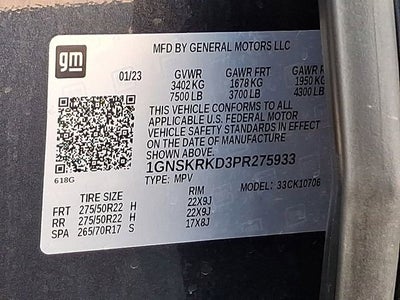 gm
MFD BY GENERAL MOTORS LLC
01/23 GVWR GAWR FRT GAWR
3402 KG 1678 KG 1950 KG
7500 LB 3700 LB 4300 LB
THIS VEHICLE CONFORMS TO ALL
APPLICABLE U.S. FEDERAL MOTOR
VEHICLE SAFETY STANDARDS IN EFFECT
ON THE DATE OF MANUFACTURE
SHOWN ABOVE.
1GNSKRKD3PR275933
618G TYPE: MPV MODEL: 33CK10706
TIRE SIZE RIM
FRT 275/50R22 H 22X9J
RR 275/50R22 H 22X9J
SPA 265/70R17 S 17X8J